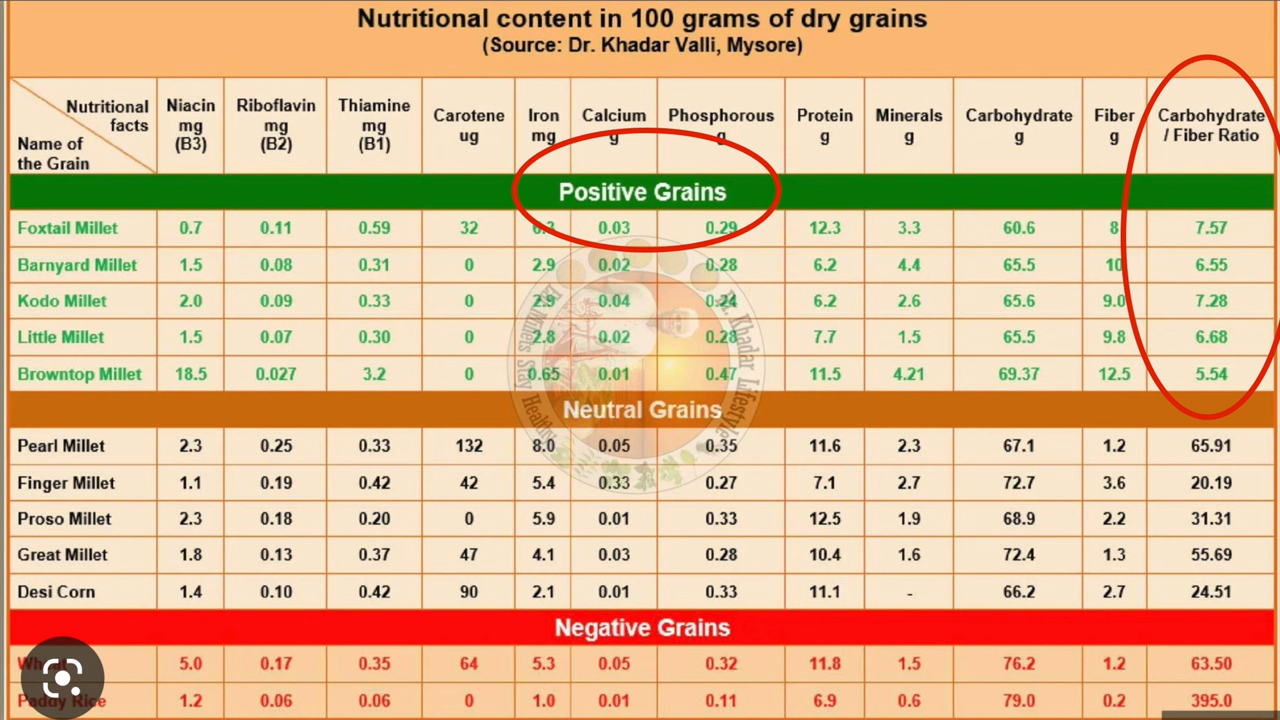 Nutritional content in 100 grams of dry grains
(Source: Dr. Khadar Valli, Mysore)
Nutritional facts Name of the Grain Niacin mg (B3) Riboflavin mg (B2) Thiamine mg (B1) Carotene ug Iron mg Calcium g Phosphorous g Protein g Minerals g Carbohydrate g Fiber g Carbohydrate / Fiber Ratio
Positive Grains
Foxtail Millet 0.7 0.11 0.59 32 6.3 0.03 0.29 12.3 3.3 60.6 8 7.57
Barnyard Millet 1.5 0.08 0.31 0 2.9 0.02 0.28 6.2 4.4 65.5 10 6.55
Kodo Millet 2.0 0.09 0.33 0 2.9 0.04 0.24 6.2 2.6 65.6 9.0 7.28
Little Millet 1.5 0.07 0.30 0 2.8 0.02 0.28 7.7 1.5 65.5 9.8 6.68
Browntop Millet 18.5 0.027 3.2 0 0.65 0.01 0.47 11.5 4.21 69.37 12.5 5.54
Neutral Grains
Pearl Millet 2.3 0.25 0.33 132 8.0 0.05 0.35 11.6 2.3 67.1 1.2 65.91
Finger Millet 1.1 0.19 0.42 42 5.4 0.33 0.27 7.1 2.7 72.7 3.6 20.19
Proso Millet 2.3 0.18 0.20 0 5.9 0.01 0.33 12.5 1.9 68.9 2.2 31.31
Great Millet 1.8 0.13 0.37 47 4.1 0.03 0.28 10.4 1.6 72.4 1.3 55.69
Desi Corn 1.4 0.10 0.42 90 2.1 0.01 0.33 11.1 - 66.2 2.7 24.51
Negative Grains
Wheat 5.0 0.17 0.35 64 5.3 0.05 0.32 11.8 1.5 76.2 1.2 63.50
Paddy Rice 1.2 0.06 0.06 0 1.0 0.01 0.11 6.9 0.6 79.0 0.2 395.0
Khadar Lifestyle
Stay Healthy